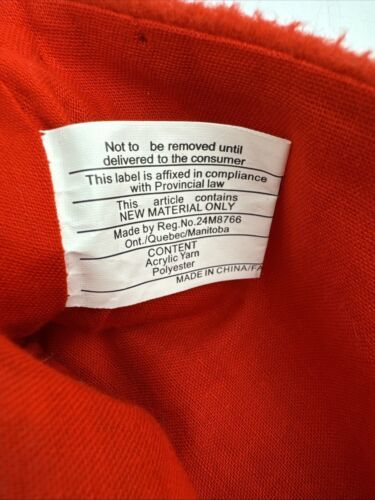 Not to be removed until
delivered to the consumer
This label is affixed in compliance
with Provincial law
This article contains
NEW MATERIAL ONLY
Made by Reg.No.24M8766
Ont./Quebec/Manitoba
CONTENT
Acrylic Yarn
Polyester
MADE IN CHINA/FA